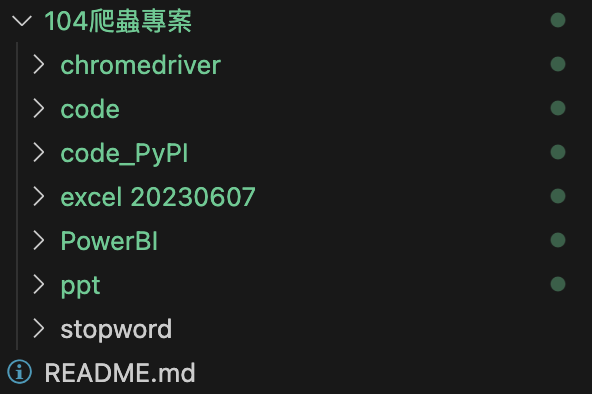 104爬蟲專案
chromedriver
code
code_PyPI
excel 20230607
PowerBI
ppt
stopword
README.md